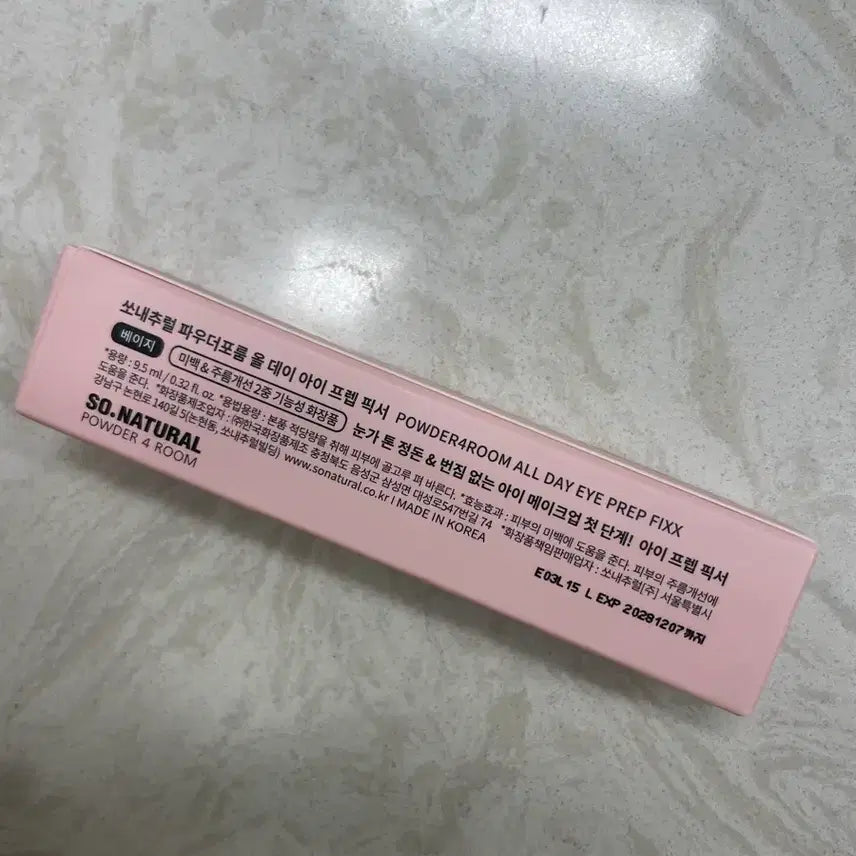 쏘내추럴 파우더포룸 올 데이 아이 프렙 픽서 POWDER4ROOM ALL DAY EYE PREP FIXX
베이지 미백 & 주름개선 2중 기능성 화장품 눈가 톤 정돈 & 번짐 없는 아이 메이크업 첫 단계! 아이 프렙 픽서
*용량 : 9.5 ml / 0.32 fl. oz. *용법용량 : 본품 적당량을 취해 피부에 골고루 펴 바른다. *효능효과 : 피부의 미백에 도움을 준다. 피부의 주름개선에
도움을 준다. *화장품제조업자 : ㈜한국화장품제조 충청북도 음성군 삼성면 대성로547번길 74 *화장품책임판매업자 : 쏘내추럴[주] 서울특별시
강남구 논현로 140길 5(논현동, 쏘내추럴빌딩) www.sonatural.co.kr I MADE IN KOREA
SO.NATURAL
POWDER 4 ROOM
E03L15 L EXP 20281207까지